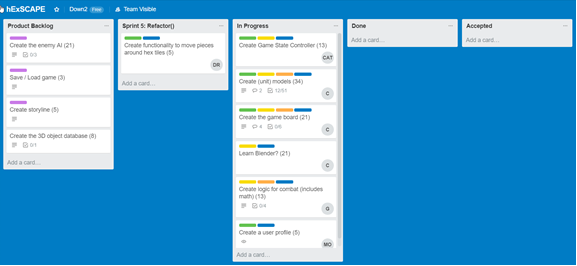 hExSCAPE
Down2 Free Team Visible
Product Backlog
Create the enemy AI (21)
0/3
Save / Load game (3)
Create storyline (5)
Create the 3D object database (8)
0/1
Add a card...
Sprint 5: Refactor()
Create functionality to move pieces
around hex tiles (5)
DR
Add a card...
In Progress
Create Game State Controller (13)
CAT
Create (unit) models (34)
2 12/51
C
Create the game board (21)
4 0/6
C
Learn Blender? (21)
C
Create logic for combat (includes
math) (13)
0/4
G
Create a user profile (5)
MO
Add a card...
Done
Add a card...
Accepted
Add a card...